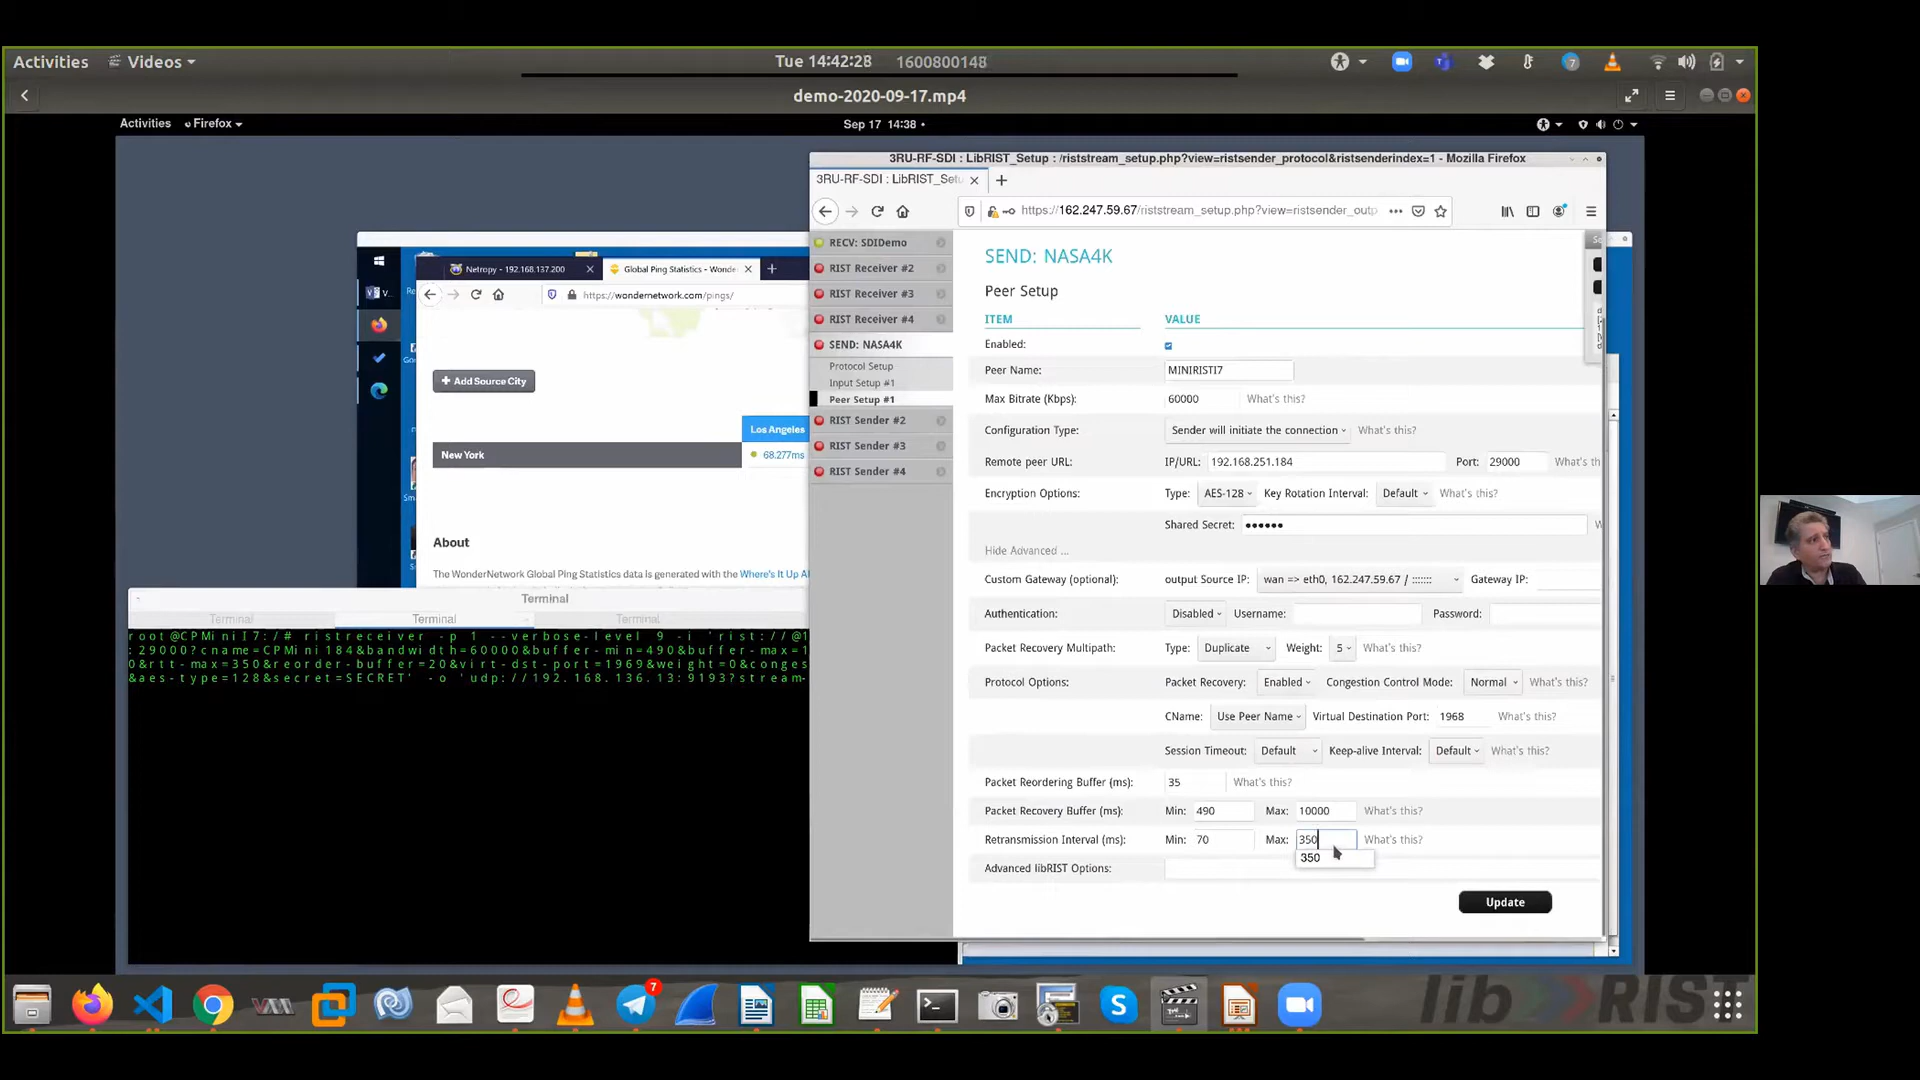 Activities Videos Tue 14:42:28 1600800148 7
demo-2020-09-17.mp4
Activities Firefox Sep 17 14:38
3RU-RF-SDI : LibRIST_Setup : /riststream_setup.php?view=ristsender_protocol&ristsenderindex=1 - Mozilla Firefox
3RU-RF-SDI : LibRIST_Setu
https://162.247.59.67/riststream_setup.php?view=ristsender_outp
RECV: SDIDemo
RIST Receiver #2
RIST Receiver #3
RIST Receiver #4
SEND: NASA4K
Protocol Setup
Input Setup #1
Peer Setup #1
RIST Sender #2
RIST Sender #3
RIST Sender #4
SEND: NASA4K
Peer Setup
ITEM VALUE
Enabled:
Peer Name: MINIRISTI7
Max Bitrate (Kbps): 60000 What's this?
Configuration Type: Sender will initiate the connection What's this?
Remote peer URL: IP/URL: 192.168.251.184 Port: 29000 What's th
Encryption Options: Type: AES-128 Key Rotation Interval: Default What's this?
Shared Secret: ●●●●●● W
Hide Advanced ...
Custom Gateway (optional): output Source IP: wan => eth0, 162.247.59.67 / ::::::: Gateway IP:
Authentication: Disabled Username: Password:
Packet Recovery Multipath: Type: Duplicate Weight: 5 What's this?
Protocol Options: Packet Recovery: Enabled Congestion Control Mode: Normal What's this?
CName: Use Peer Name Virtual Destination Port: 1968 What's this?
Session Timeout: Default Keep-alive Interval: Default What's this?
Packet Reordering Buffer (ms): 35 What's this?
Packet Recovery Buffer (ms): Min: 490 Max: 10000 What's this?
Retransmission Interval (ms): Min: 70 Max: 350 What's this?
350
Advanced libRIST Options:
Update
Netropy - 192.168.137.200 Global Ping Statistics - Wonde
https://wondernetwork.com/pings/
+ Add Source City
Los Angeles
New York 68.277ms
About
The WonderNetwork Global Ping Statistics data is generated with the Where's It Up A
Terminal
Terminal Terminal Terminal
root@CPMiniI7:/# ristreceiver -p 1 --verbose-level 9 -i 'rist://@1
:29000?cname=CPMini184&bandwidth=60000&buffer-min=490&buffer-max=1
0&rtt-max=350&reorder-buffer=20&virt-dst-port=1969&weight=0&conges
&aes-type=128&secret=SECRET' -o 'udp://192.168.136.13:9193?stream-
7
lib RIST